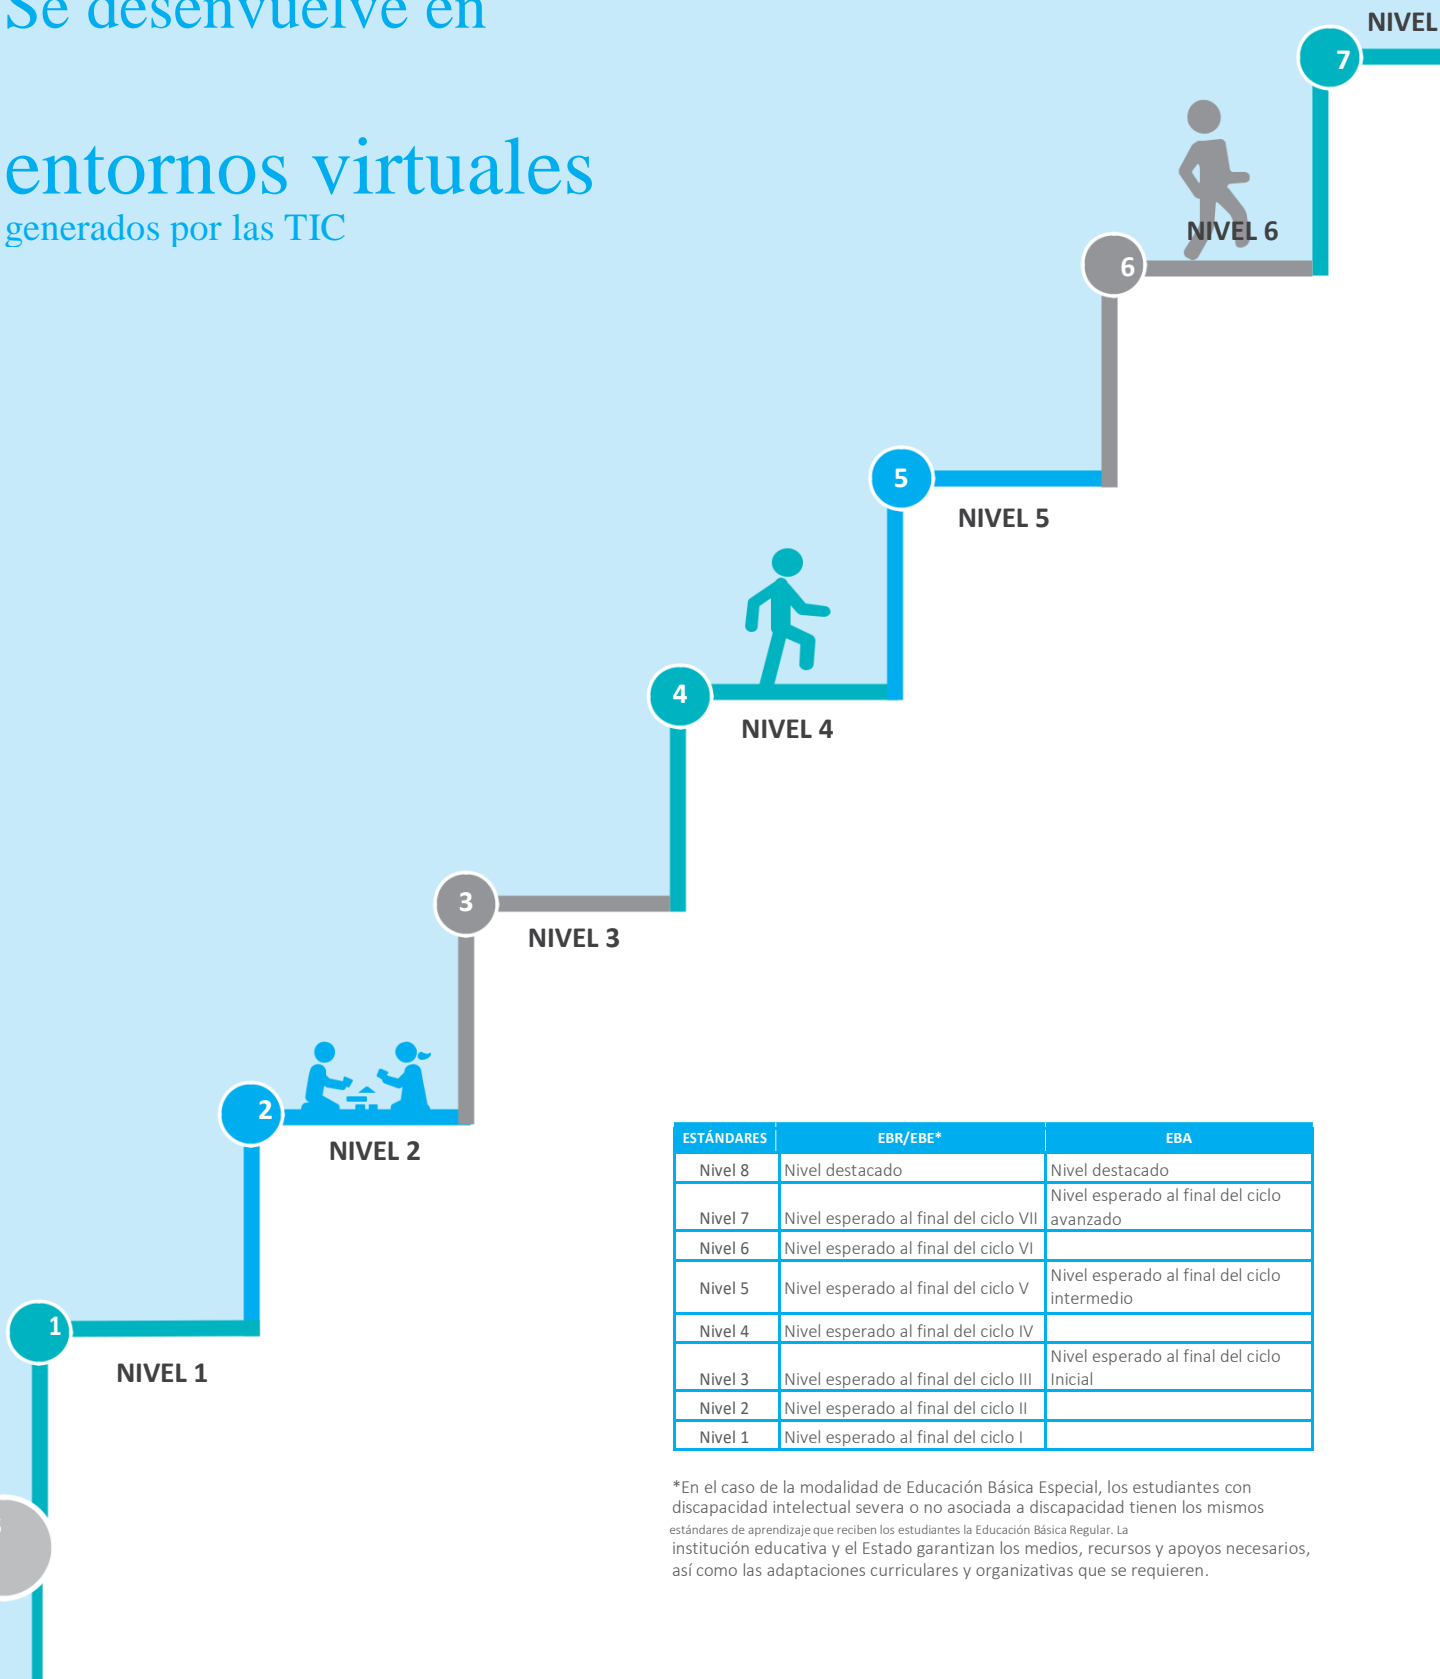 Se desenvuelve en
entornos virtuales
generados por las TIC
NIVEL
7
NIVEL 6
6
5
NIVEL 5
4
NIVEL 4
3
NIVEL 3
2
NIVEL 2
1
NIVEL 1
ESTÁNDARES EBR/EBE* EBA
Nivel 8 Nivel destacado Nivel destacado
Nivel 7 Nivel esperado al final del ciclo VII Nivel esperado al final del ciclo avanzado
Nivel 6 Nivel esperado al final del ciclo VI
Nivel 5 Nivel esperado al final del ciclo V Nivel esperado al final del ciclo intermedio
Nivel 4 Nivel esperado al final del ciclo IV
Nivel 3 Nivel esperado al final del ciclo III Nivel esperado al final del ciclo Inicial
Nivel 2 Nivel esperado al final del ciclo II
Nivel 1 Nivel esperado al final del ciclo I
*En el caso de la modalidad de Educación Básica Especial, los estudiantes con
discapacidad intelectual severa o no asociada a discapacidad tienen los mismos
estándares de aprendizaje que reciben los estudiantes la Educación Básica Regular. La
institución educativa y el Estado garantizan los medios, recursos y apoyos necesarios,
así como las adaptaciones curriculares y organizativas que se requieren.